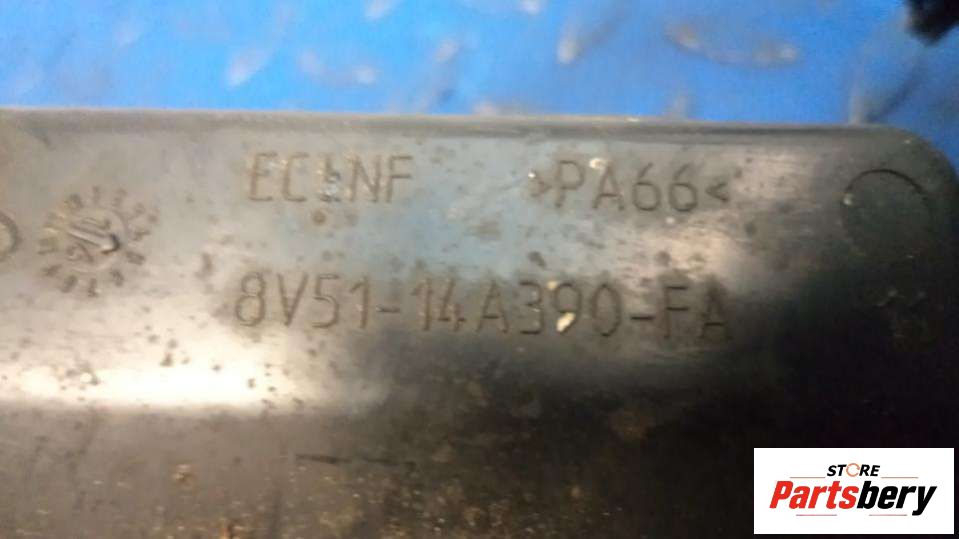 >PA66<
8V51-14A390-FA
STORE
Partsbery